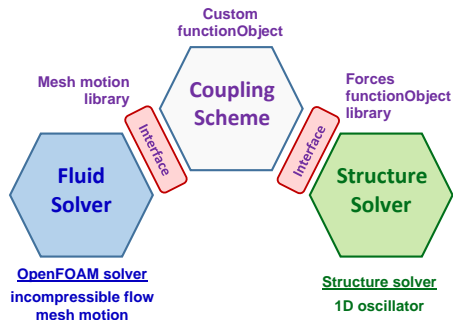 Custom
functionObject
Mesh motion
library
Coupling
Scheme
Forces
functionObject
library
Interface
Interface
Fluid
Solver
Structure
Solver
OpenFOAM solver
incompressible flow
mesh motion
Structure solver
1D oscillator